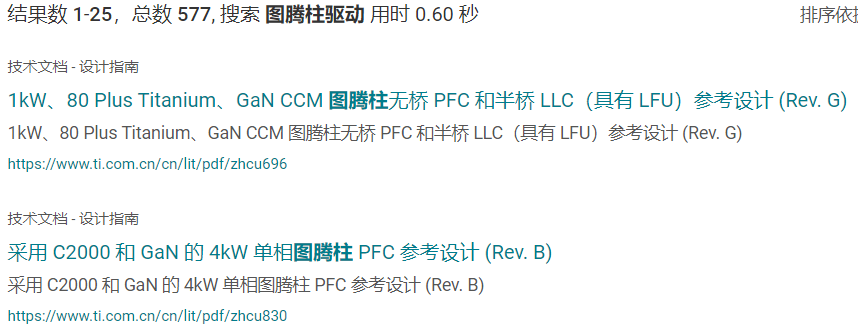 结果数 1-25，总数 577, 搜索 图腾柱驱动 用时 0.60 秒 排序依
技术文档 - 设计指南
1kW、80 Plus Titanium、GaN CCM 图腾柱无桥 PFC 和半桥 LLC（具有 LFU）参考设计 (Rev. G)
1kW、80 Plus Titanium、GaN CCM 图腾柱无桥 PFC 和半桥 LLC（具有 LFU）参考设计 (Rev. G)
https://www.ti.com.cn/cn/lit/pdf/zhcu696
技术文档 - 设计指南
采用 C2000 和 GaN 的 4kW 单相图腾柱 PFC 参考设计 (Rev. B)
采用 C2000 和 GaN 的 4kW 单相图腾柱 PFC 参考设计 (Rev. B)
https://www.ti.com.cn/cn/lit/pdf/zhcu830